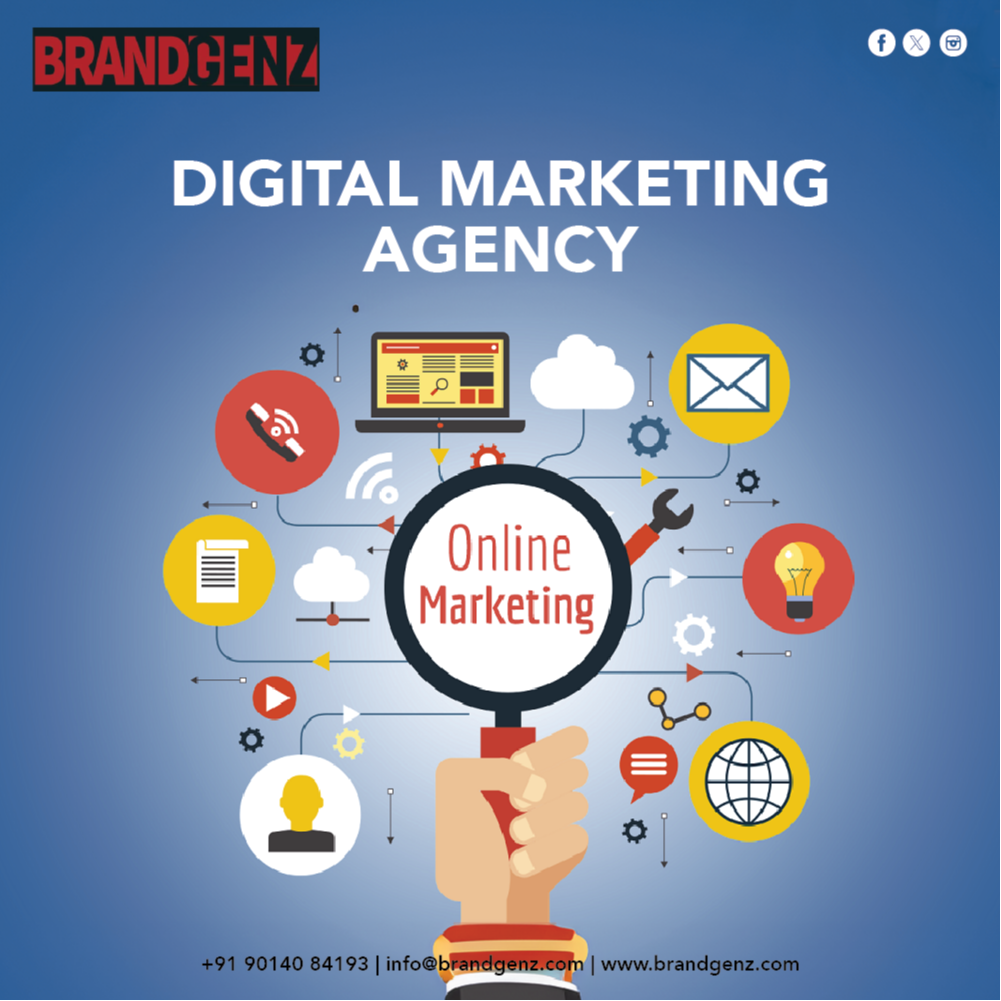 BRANDGENZ
DIGITAL MARKETING
AGENCY
Online
Marketing
+91 90140 84193 | info@brandgenz.com | www.brandgenz.com